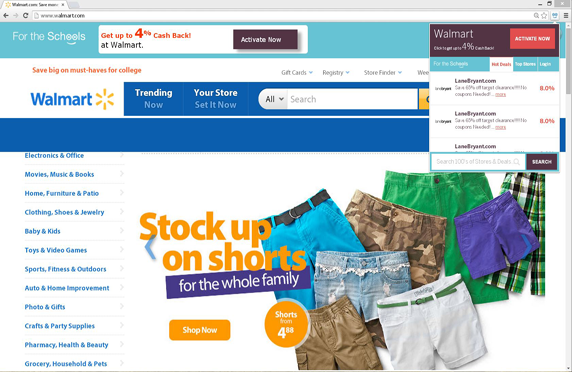 Walmart.com: Save mone
www.walmart.com
For the Schools
Get up to 4% Cash Back!
at Walmart.
Activate Now
Walmart
Click to get up to 4% Cash Back!
ACTIVATE NOW
For the Schools
Hot Deals
Top Stores
Login
LaneBryant.com
Save 65% off target clearance!!!!! No
coupons Needed! ... more
8.0%
LaneBryant.com
Save 65% off target clearance!!!!! No
coupons Needed! ... more
8.0%
LaneBryant.com
Search 100's of Stores & Deals
SEARCH
Save big on must-haves for college
Gift Cards
Registry
Store Finder
Walmart
Trending
Now
Your Store
Set It Now
All
Search
Electronics & Office
Movies, Music & Books
Home, Furniture & Patio
Clothing, Shoes & Jewelry
Baby & Kids
Toys & Video Games
Sports, Fitness & Outdoors
Auto & Home Improvement
Photo & Gifts
Crafts & Party Supplies
Pharmacy, Health & Beauty
Grocery, Household & Pets
Stock up
on shorts
for the whole family
Shop Now
Shorts
from
4 88